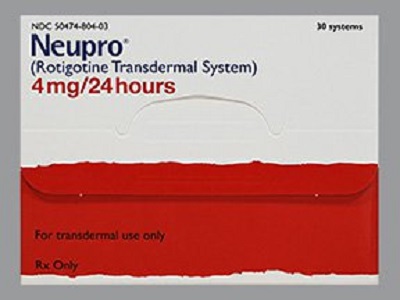 NDC 50474-804-03
30 systems
Neupro®
(Rotigotine Transdermal System)
4mg/24hours
For transdermal use only
Rx Only